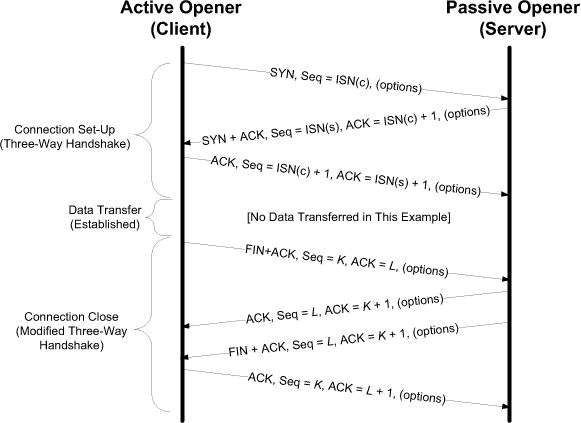 Active Opener
(Client)
Passive Opener
(Server)
SYN, Seq = ISN(c), (options)
Connection Set-Up
(Three-Way Handshake)
SYN + ACK, Seq = ISN(s), ACK = ISN(c) + 1, (options)
ACK, Seq = ISN(c) + 1, ACK = ISN(s) + 1, (options)
Data Transfer
(Established)
[No Data Transferred in This Example]
FIN+ACK, Seq = K, ACK = L, (options)
Connection Close
(Modified Three-Way
Handshake)
ACK, Seq = L, ACK = K + 1, (options)
FIN + ACK, Seq = L, ACK = K + 1, (options)
ACK, Seq = K, ACK = L + 1, (options)